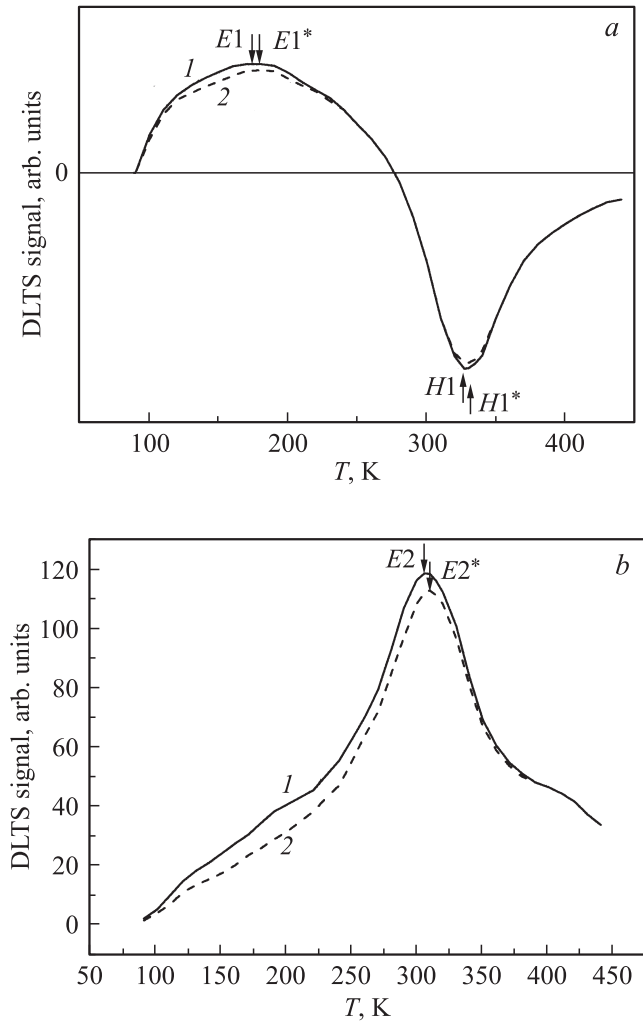 a
E1 E1*
1
2
0
DLTS signal, arb. units
H1
H1*
100 200 300 400
T, K
b
E2
E2*
120
100
80
60
40
20
0
DLTS signal, arb. units
1
2
50 100 150 200 250 300 350 400 450
T, K